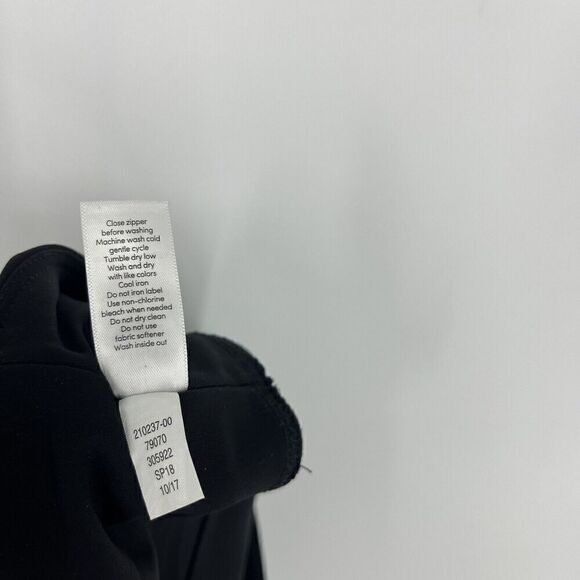 Close zipper
before washing
Machine wash cold
gentle cycle
Tumble dry low
Wash and dry
with like colors
Cool iron
Do not iron label
Use non-chlorine
bleach when needed
Do not dry clean
Do not use
fabric softener
Wash inside out
210237-00
79070
305922
SP18
10/17